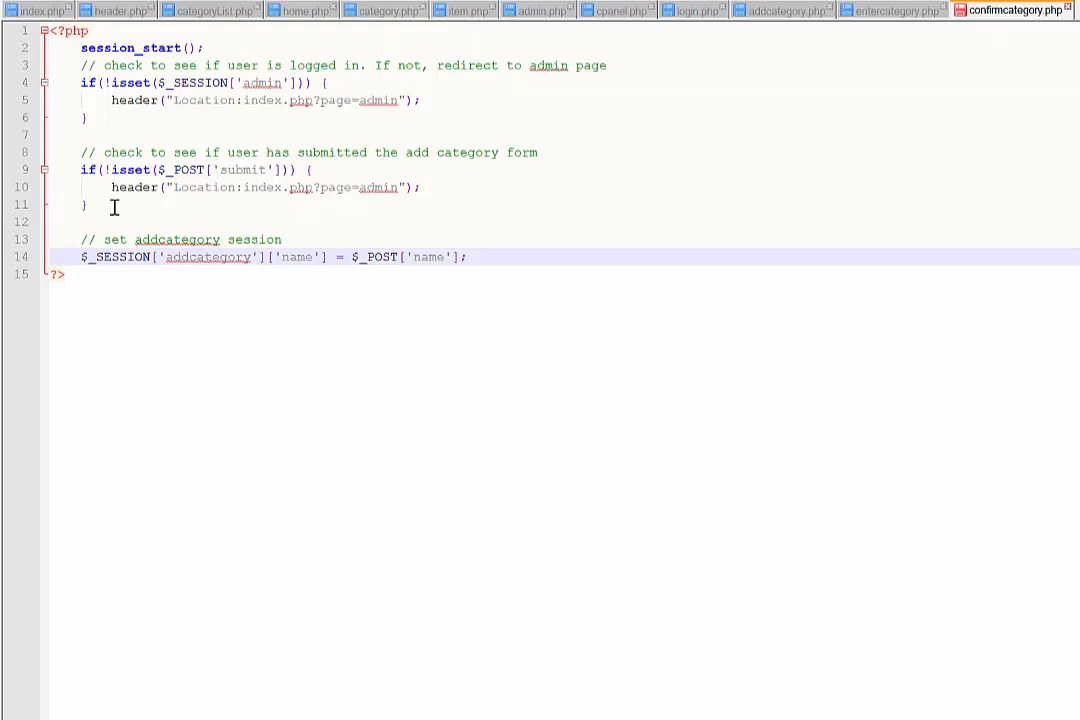 index.php header.php categoryList.php home.php category.php item.php admin.php cpanel.php login.php addcategory.php entercategory.php confirmcategory.php
1 <?php
2 session_start();
3 // check to see if user is logged in. If not, redirect to admin page
4 if(!isset($_SESSION['admin'])) {
5 header("Location:index.php?page=admin");
6 }
7
8 // check to see if user has submitted the add category form
9 if(!isset($_POST['submit'])) {
10 header("Location:index.php?page=admin");
11 }
12
13 // set addcategory session
14 $_SESSION['addcategory']['name'] = $_POST['name'];
15 ?>